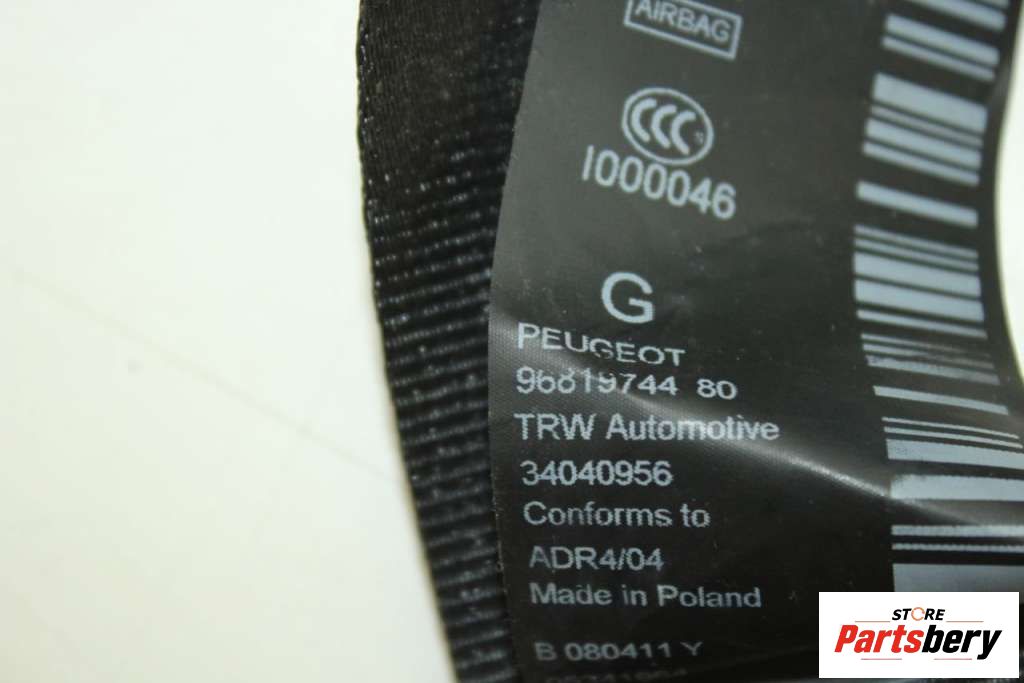 AIRBAG
CCC S
I000046
G
PEUGEOT
96819744 80
TRW Automotive
34040956
Conforms to
ADR4/04
Made in Poland
B 080411 Y
STORE
Partsbery